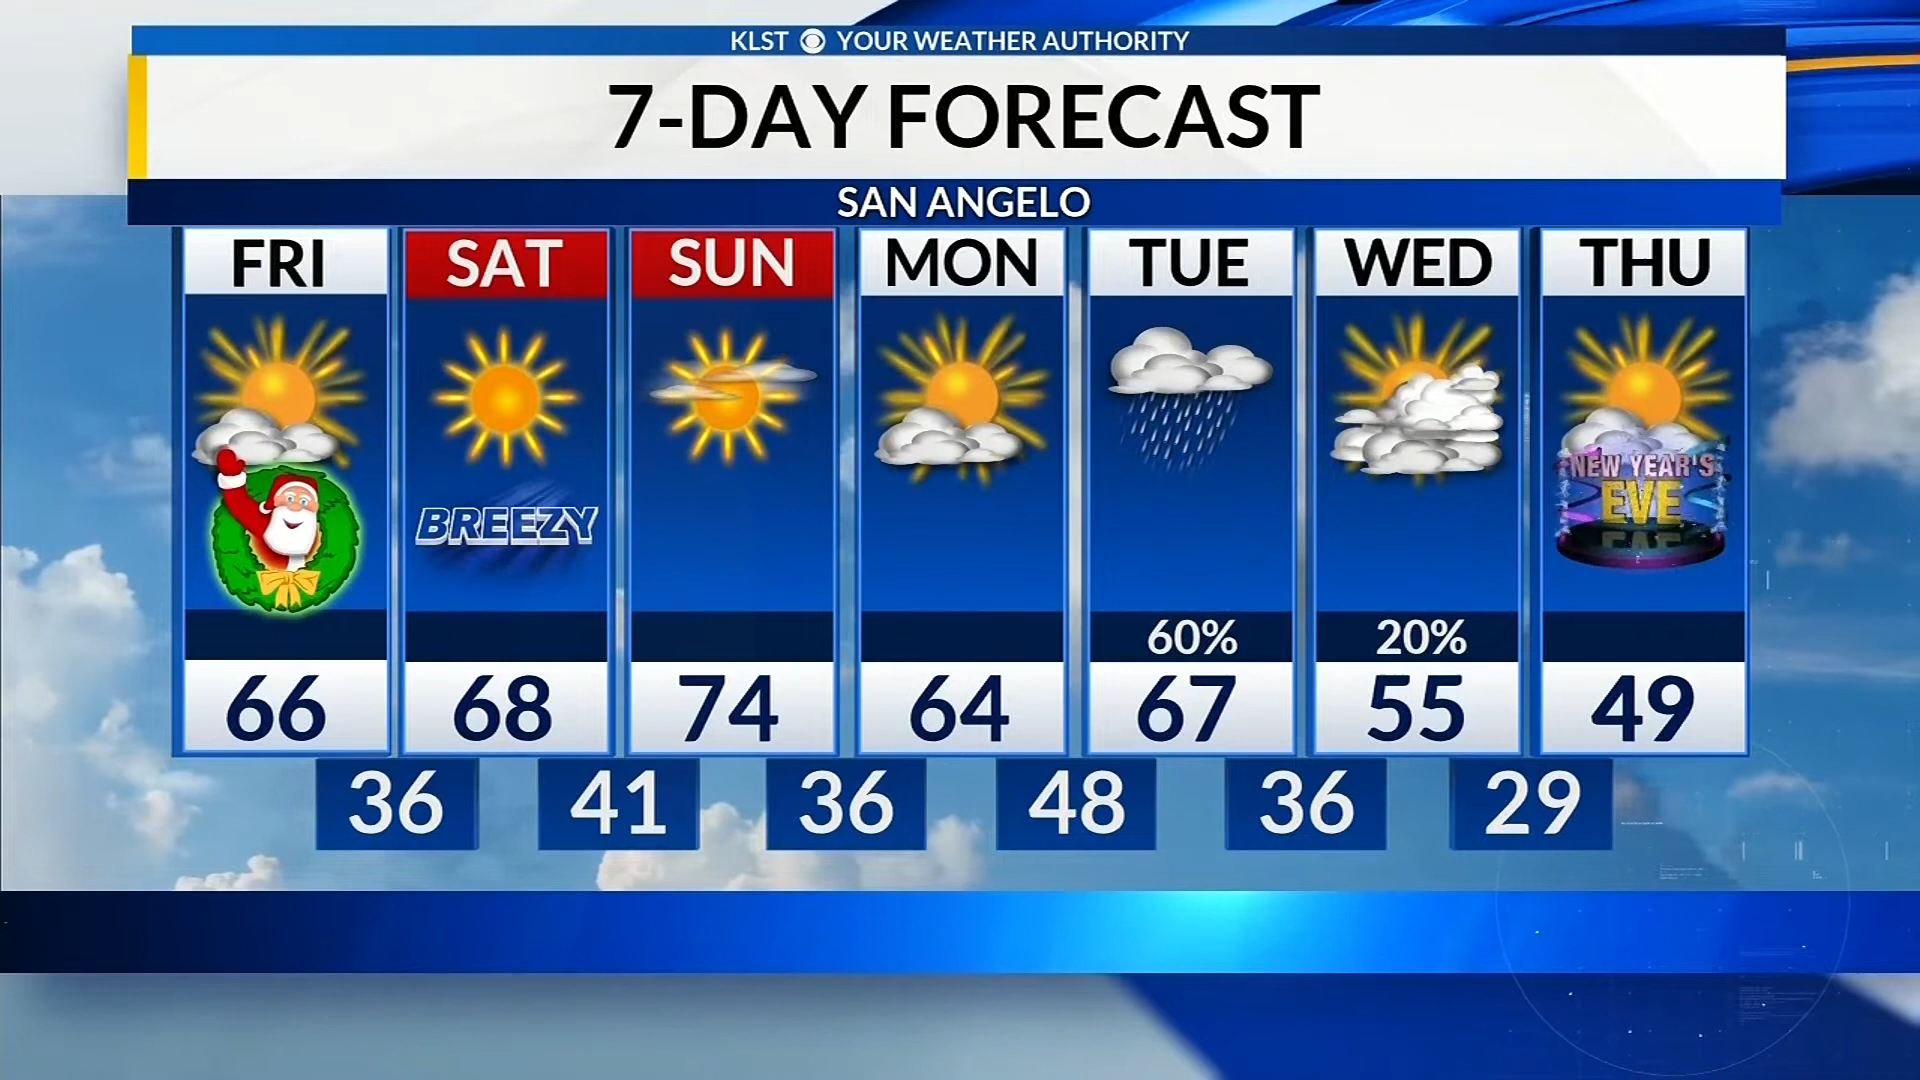 KLST YOUR WEATHER AUTHORITY
7-DAY FORECAST
SAN ANGELO
FRI SAT SUN MON TUE WED THU
NEW YEAR'S
EVE
BREEZY
60% 20%
66 68 74 64 67 55 49
36 41 36 48 36 29